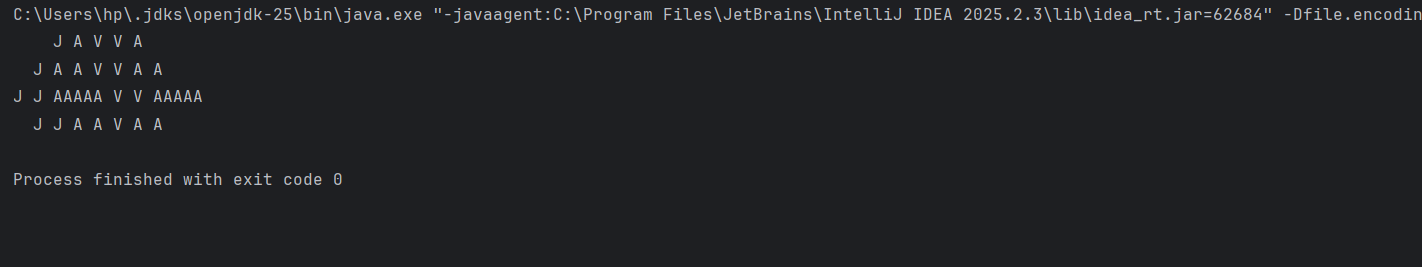 C:\Users\hp\.jdks\openjdk-25\bin\java.exe "-javaagent:C:\Program Files\JetBrains\IntelliJ IDEA 2025.2.3\lib\idea_rt.jar=62684" -Dfile.encodin
    J A V V A
  J A A V V A A
J J AAAAA V V AAAAA
  J J A A V A A

Process finished with exit code 0